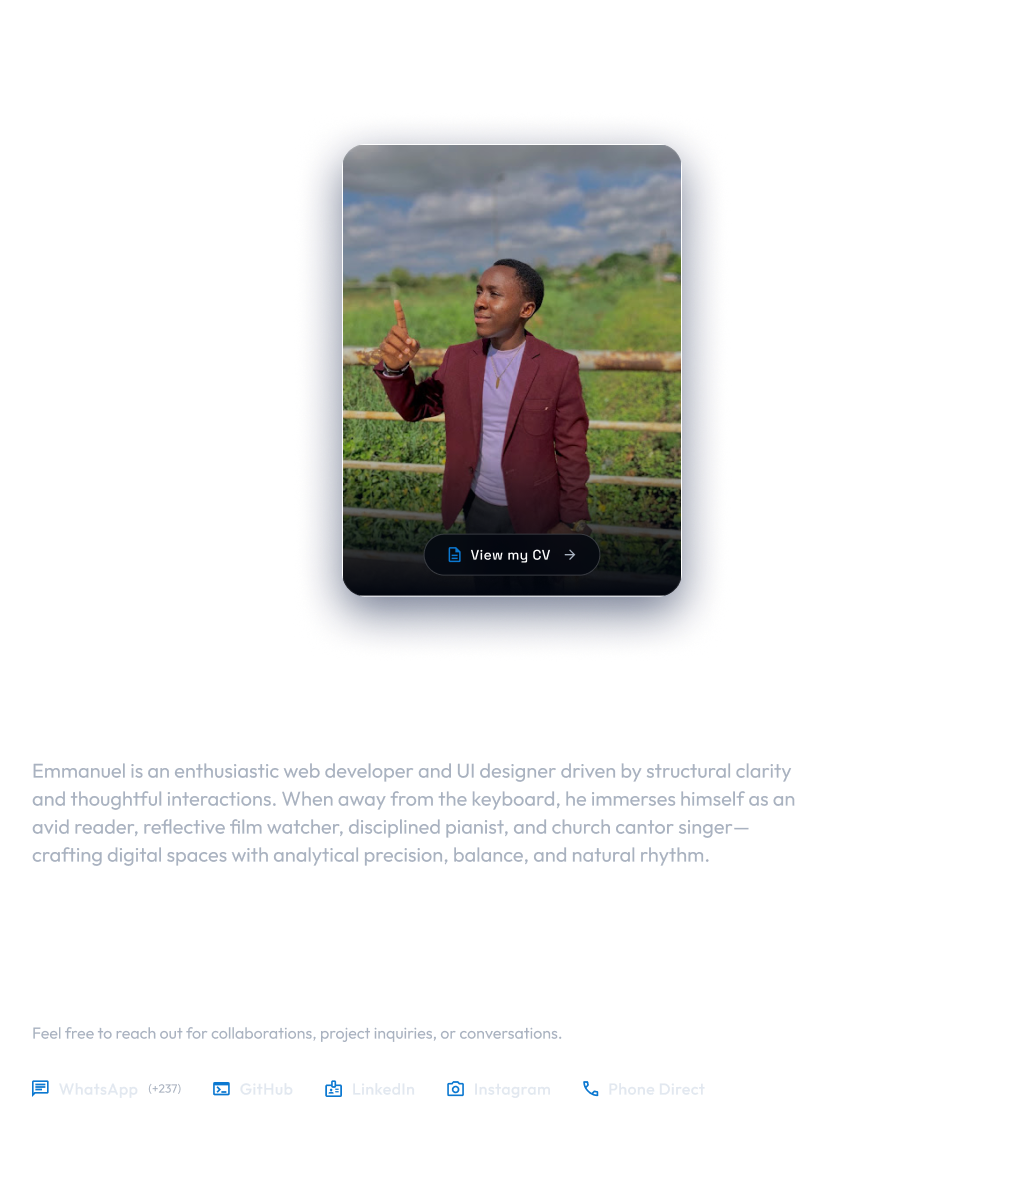 View my CV
Emmanuel is an enthusiastic web developer and UI designer driven by structural clarity
and thoughtful interactions. When away from the keyboard, he immerses himself as an
avid reader, reflective film watcher, disciplined pianist, and church cantor singer—
crafting digital spaces with analytical precision, balance, and natural rhythm.
Feel free to reach out for collaborations, project inquiries, or conversations.
WhatsApp (+237) GitHub LinkedIn Instagram Phone Direct